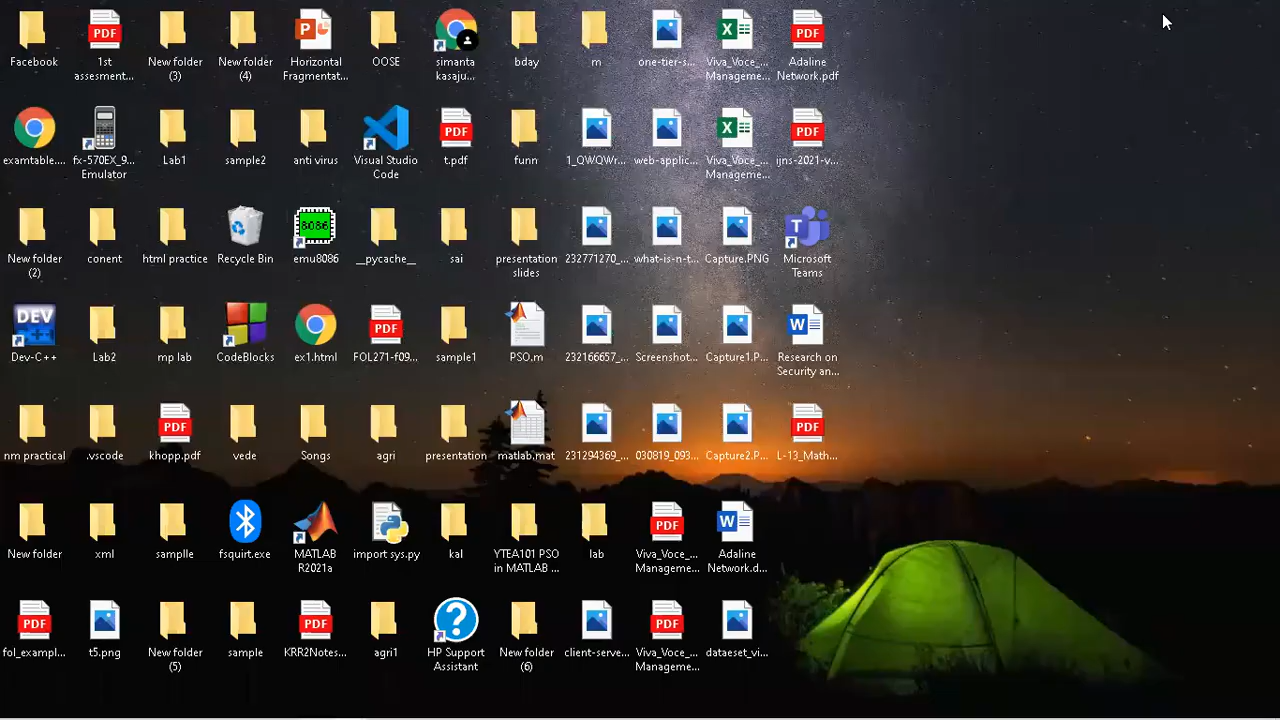 Facebook
1st
assesment...
New folder
(3)
New folder
(4)
Horizontal
Fragmentat...
OOSE
simanta
kasaju...
bday
m
one-tier-s...
Viva_Voce_...
Manageme...
Adaline
Network.pdf
examtable....
fx-570EX_9...
Emulator
Lab1
sample2
anti virus
Visual Studio
Code
t.pdf
funn
1_QWQWr...
web-applic...
Viva_Voce_...
Manageme...
ijns-2021-v...
New folder
(2)
conent
html practice
Recycle Bin
emu8086
__pycache__
sai
presentation
slides
232771270_...
what-is-n-t...
Capture.PNG
Microsoft
Teams
Dev-C++
Lab2
mp lab
CodeBlocks
ex1.html
FOL271-f09...
sample1
PSO.m
232166657_...
Screenshot...
Capture1.P...
Research on
Security an...
nm practical
.vscode
khopp.pdf
vede
Songs
agri
presentation
matlab.mat
231294369_...
030819_093...
Capture2.P...
L-13_Math...
New folder
xml
samplle
fsquirt.exe
MATLAB
R2021a
import sys.py
kal
YTEA101 PSO
in MATLAB ...
lab
Viva_Voce_...
Manageme...
Adaline
Network.d...
fol_exampl...
t5.png
New folder
(5)
sample
KRR2Notes...
agri1
HP Support
Assistant
New folder
(6)
client-serve...
Viva_Voce_...
Manageme...
dataeset_vi...